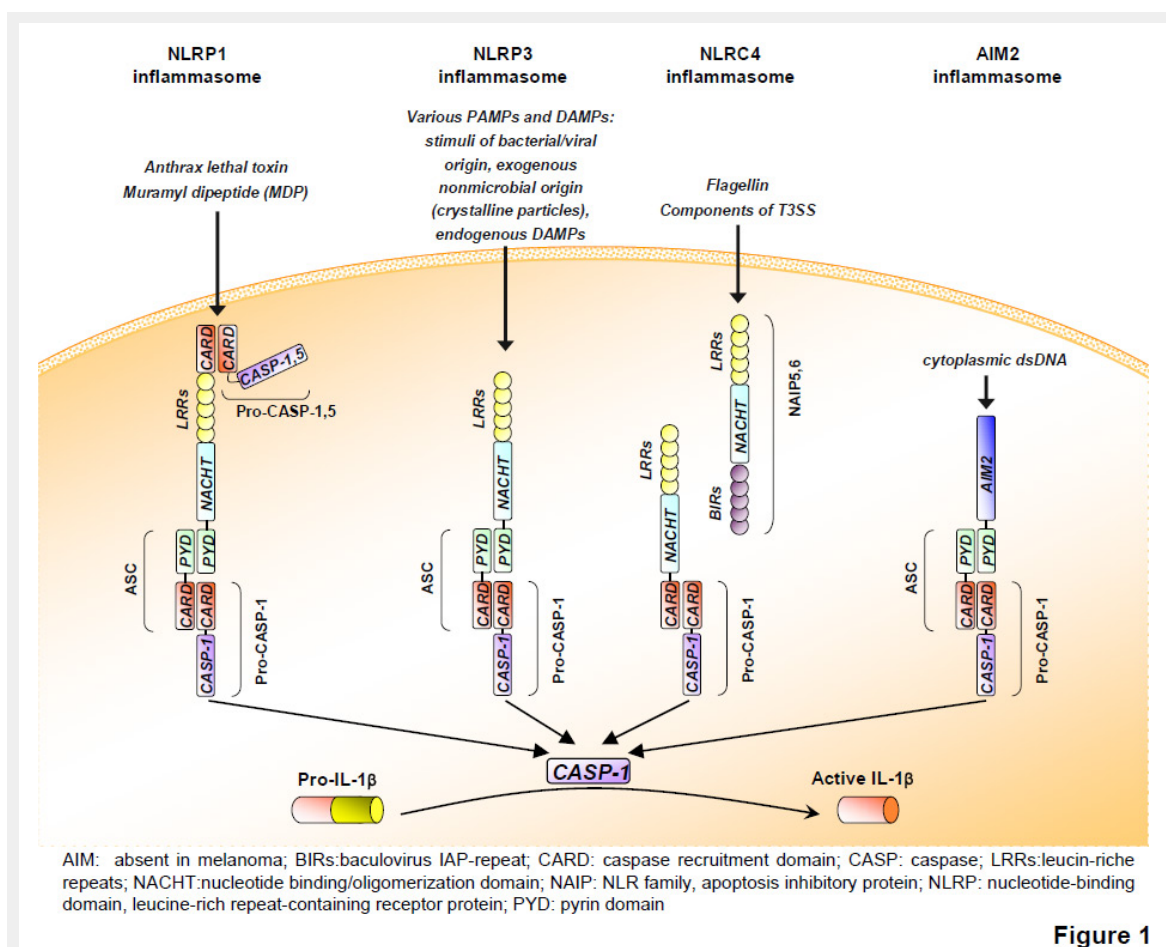 NLRP1
inflammasome
NLRP3
inflammasome
NLRC4
inflammasome
AIM2
inflammasome
Anthrax lethal toxin
Muramyl dipeptide (MDP)
Various PAMPs and DAMPs:
stimuli of bacterial/viral
origin, exogenous
nonmicrobial origin
(crystalline particles),
endogenous DAMPs
Flagellin
Components of T3SS
cytoplasmic dsDNA
CARD
CARD
CASP-1,5
Pro-CASP-1,5
LRRs
NACHT
PYD
PYD
ASC
CARD
CARD
CASP-1
Pro-CASP-1
LRRs
NACHT
PYD
PYD
ASC
CARD
CARD
CASP-1
Pro-CASP-1
LRRs
NACHT
BIRs
NAIP5,6
LRRs
NACHT
CARD
CARD
CASP-1
Pro-CASP-1
AIM2
PYD
PYD
ASC
CARD
CARD
CASP-1
Pro-CASP-1
CASP-1
Pro-IL-1β
Active IL-1β
AIM: absent in melanoma; BIRs:baculovirus IAP-repeat; CARD: caspase recruitment domain; CASP: caspase; LRRs:leucin-riche
repeats; NACHT:nucleotide binding/oligomerization domain; NAIP: NLR family, apoptosis inhibitory protein; NLRP: nucleotide-binding
domain, leucine-rich repeat-containing receptor protein; PYD: pyrin domain
Figure 1